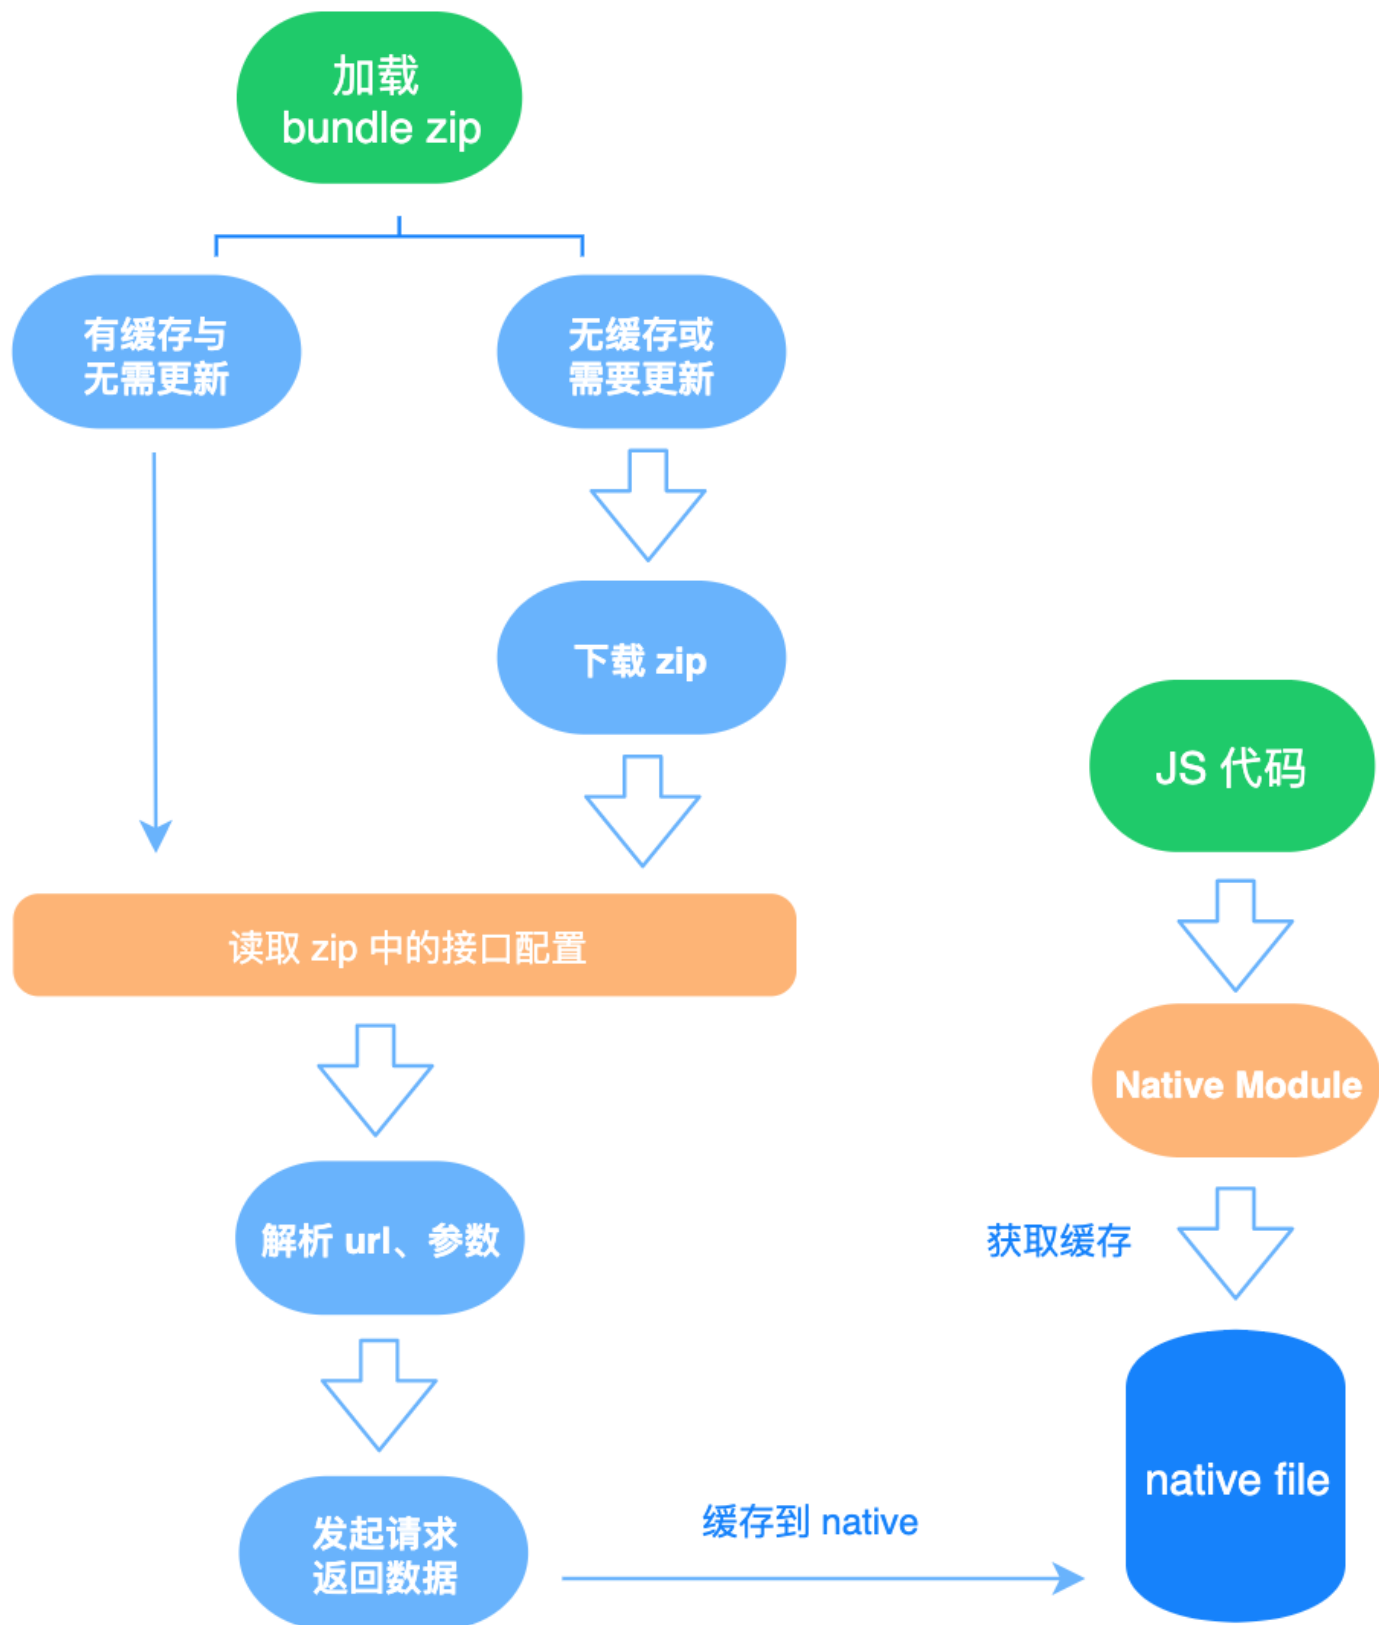 加载
bundle zip
有缓存与
无需更新
无缓存或
需要更新
下载 zip
读取 zip 中的接口配置
解析 url、参数
发起请求
返回数据
缓存到 native
JS 代码
Native Module
获取缓存
native file